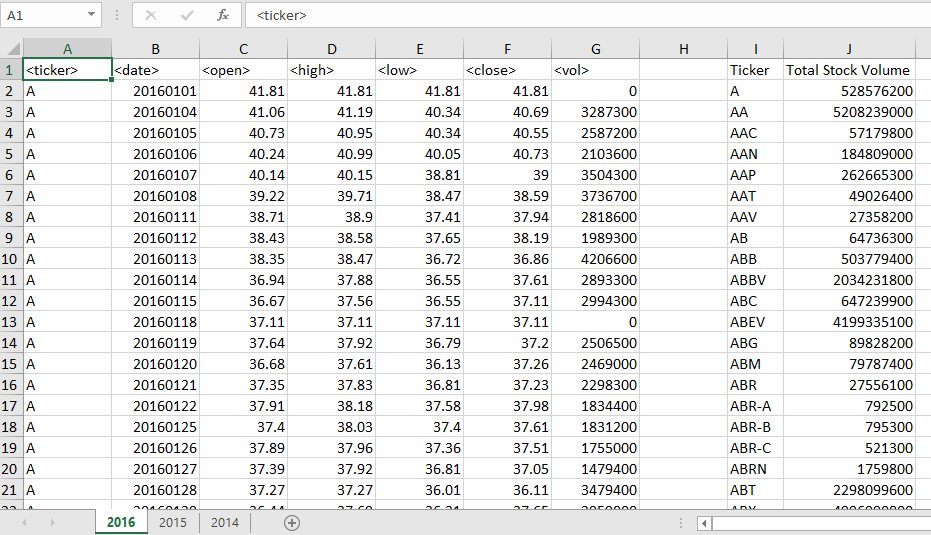 A1 fx <ticker>
A B C D E F G H I J
1 <ticker> <date> <open> <high> <low> <close> <vol> Ticker Total Stock Volume
2 A 20160101 41.81 41.81 41.81 41.81 0 A 528576200
3 A 20160104 41.06 41.19 40.34 40.69 3287300 AA 5208239000
4 A 20160105 40.73 40.95 40.34 40.55 2587200 AAC 57179800
5 A 20160106 40.24 40.99 40.05 40.73 2103600 AAN 184809000
6 A 20160107 40.14 40.15 38.81 39 3504300 AAP 262665300
7 A 20160108 39.22 39.71 38.47 38.59 3736700 AAT 49026400
8 A 20160111 38.71 38.9 37.41 37.94 2818600 AAV 27358200
9 A 20160112 38.43 38.58 37.65 38.19 1989300 AB 64736300
10 A 20160113 38.35 38.47 36.72 36.86 4206600 ABB 503779400
11 A 20160114 36.94 37.88 36.55 37.61 2893300 ABBV 2034231800
12 A 20160115 36.67 37.56 36.55 37.11 2994300 ABC 647239900
13 A 20160118 37.11 37.11 37.11 37.11 0 ABEV 4199335100
14 A 20160119 37.64 37.92 36.79 37.2 2506500 ABG 89828200
15 A 20160120 36.68 37.61 36.13 37.26 2469000 ABM 79787400
16 A 20160121 37.35 37.83 36.81 37.23 2298300 ABR 27556100
17 A 20160122 37.91 38.18 37.58 37.98 1834400 ABR-A 792500
18 A 20160125 37.4 38.03 37.4 37.61 1831200 ABR-B 795300
19 A 20160126 37.89 37.96 37.36 37.51 1755000 ABR-C 521300
20 A 20160127 37.39 37.92 36.81 37.05 1479400 ABRN 1759800
21 A 20160128 37.27 37.27 36.01 36.11 3479400 ABT 2298099600
2016 2015 2014